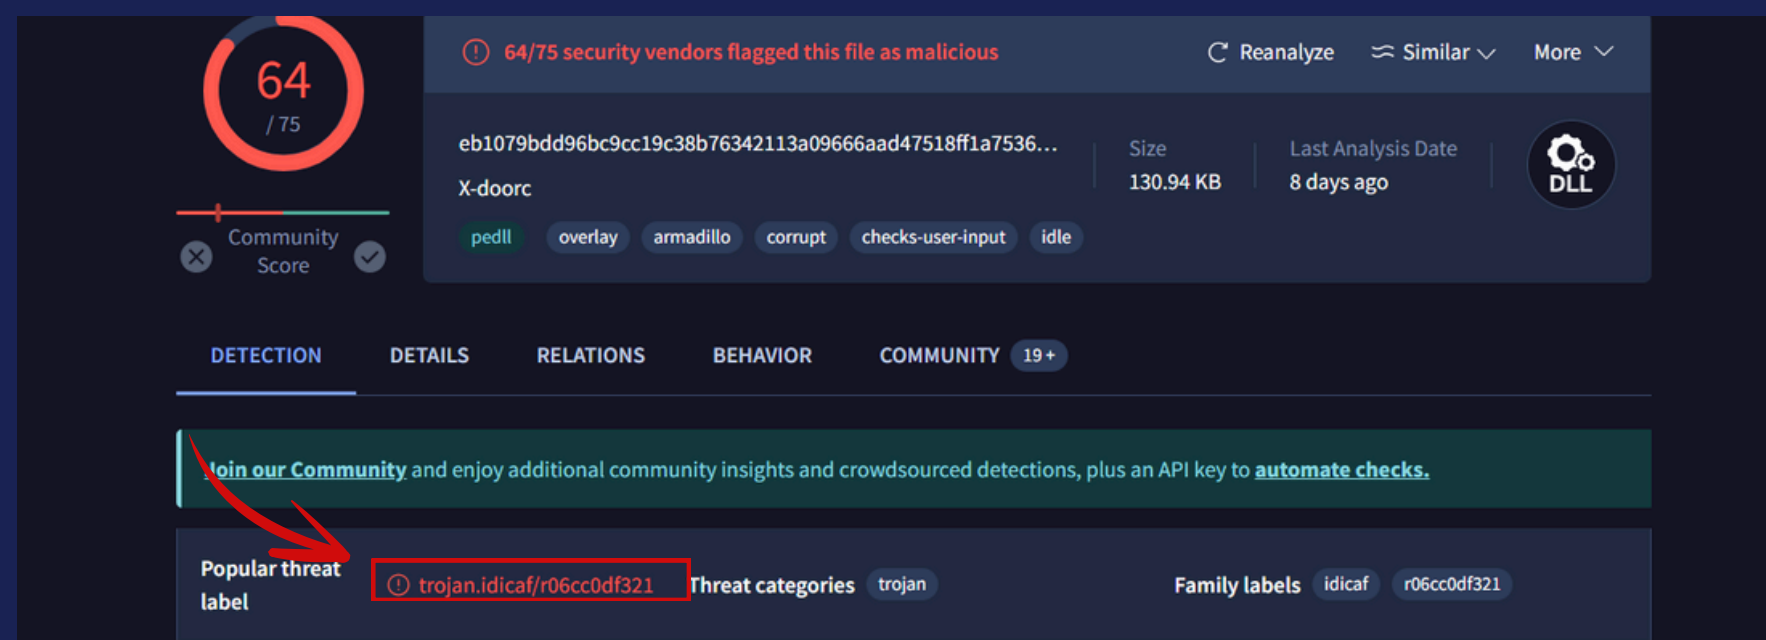 64
/ 75
Community
Score
64/75 security vendors flagged this file as malicious
Reanalyze
Similar
More
eb1079bdd96bc9cc19c38b76342113a09666aad47518ff1a7536...
X-doorc
Size
130.94 KB
Last Analysis Date
8 days ago
DLL
pedll overlay armadillo corrupt checks-user-input idle
DETECTION DETAILS RELATIONS BEHAVIOR COMMUNITY 19+
Join our Community and enjoy additional community insights and crowdsourced detections, plus an API key to automate checks.
Popular threat
label
trojan.idicaf/r06cc0df321
Threat categories trojan
Family labels idicaf r06cc0df321